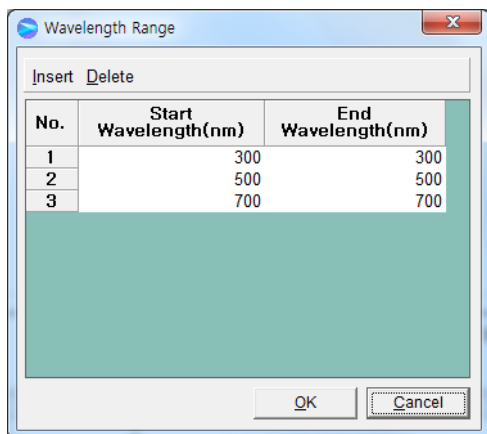 Wavelength Range
Insert Delete
No. Start Wavelength(nm) End Wavelength(nm)
1 300 300
2 500 500
3 700 700
OK Cancel